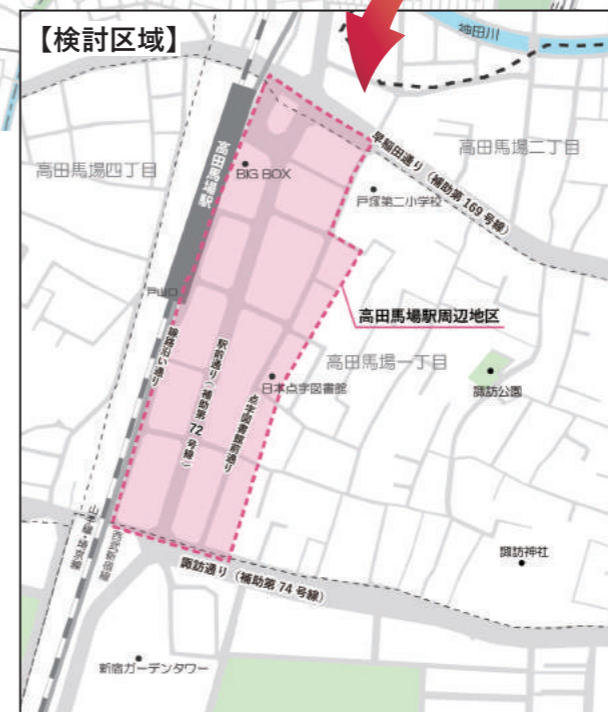 【検討区域】
神田川
高田馬場四丁目
高田馬場駅
BIG BOX
早稲田通り（補助第169号線）
高田馬場二丁目
戸塚第二小学校
戸山口
高田馬場駅周辺地区
線路沿い通り
駅前通り（補助第72号線）
高田馬場一丁目
日本点字図書館
点字図書館前通り
諏訪公園
山手線・埼京線
西武新宿線
諏訪通り（補助第74号線）
諏訪神社
新宿ガーデンタワー